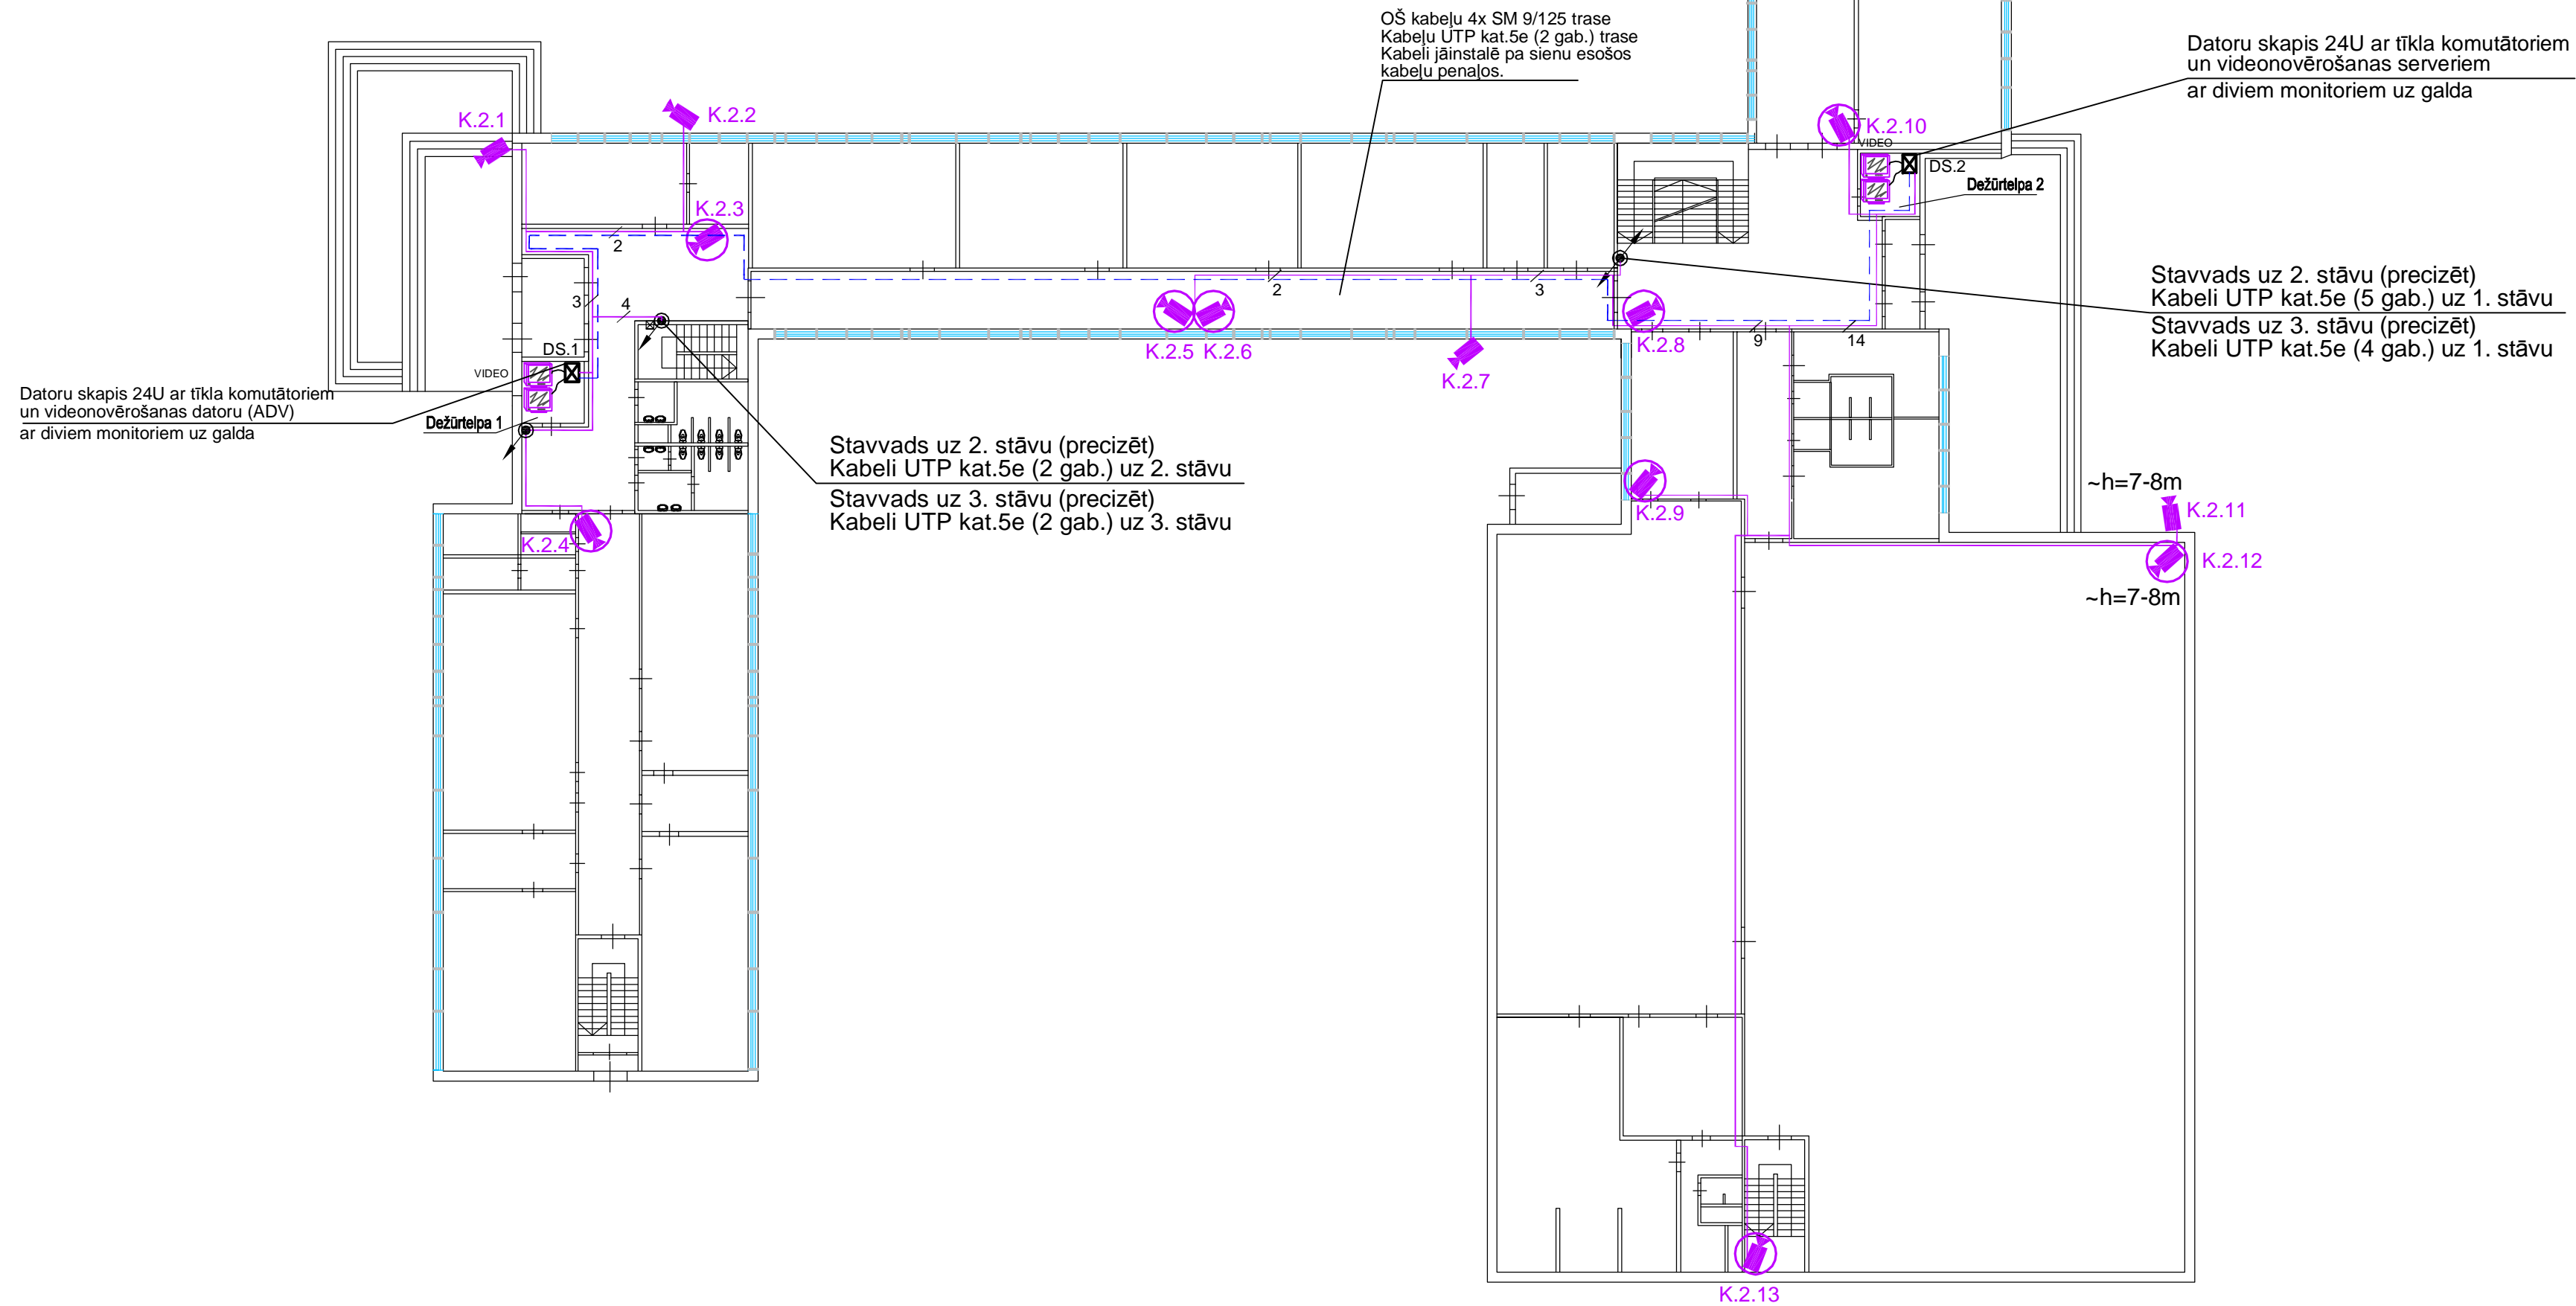 OŠ kabeļu 4x SM 9/125 trase
Kabeļu UTP kat.5e (2 gab.) trase
Kabeli jāinstalē pa sienu esošos
kabeļu penaļos.
Datoru skapis 24U ar tīkla komutātoriem
un videonovērošanas serveriem
ar diviem monitoriem uz galda
K.2.1
K.2.2
K.2.10
VIDEO
DS.2
Dežūrtelpa 2
K.2.3
2
3
4
2
3
Stavvads uz 2. stāvu (precizēt)
Kabeli UTP kat.5e (5 gab.) uz 1. stāvu
Stavvads uz 3. stāvu (precizēt)
Kabeli UTP kat.5e (4 gab.) uz 1. stāvu
DS.1
VIDEO
K.2.5
K.2.6
K.2.7
K.2.8
9
14
Datoru skapis 24U ar tīkla komutātoriem
un videonovērošanas datoru (ADV)
ar diviem monitoriem uz galda
Dežūrtelpa 1
Stavvads uz 2. stāvu (precizēt)
Kabeli UTP kat.5e (2 gab.) uz 2. stāvu
Stavvads uz 3. stāvu (precizēt)
Kabeli UTP kat.5e (2 gab.) uz 3. stāvu
K.2.4
K.2.9
~h=7-8m
K.2.11
K.2.12
~h=7-8m
K.2.13